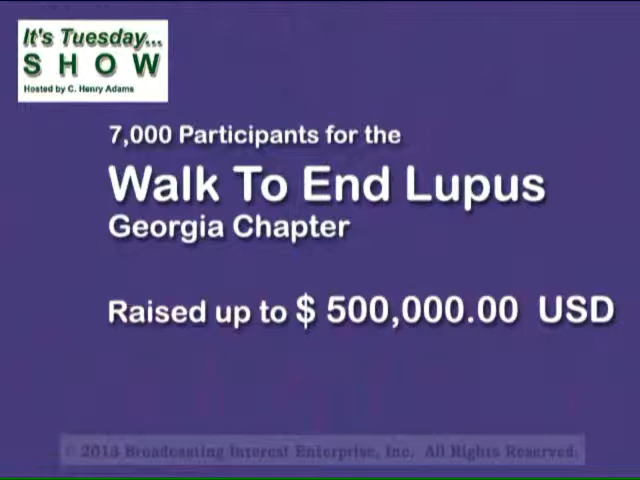 It's Tuesday...
SHOW
Hosted by C. Henry Adams
7,000 Participants for the
Walk To End Lupus
Georgia Chapter
Raised up to $ 500,000.00 USD
© 2013 Broadcasting Interest Enterprise, Inc. All Rights Reserved.